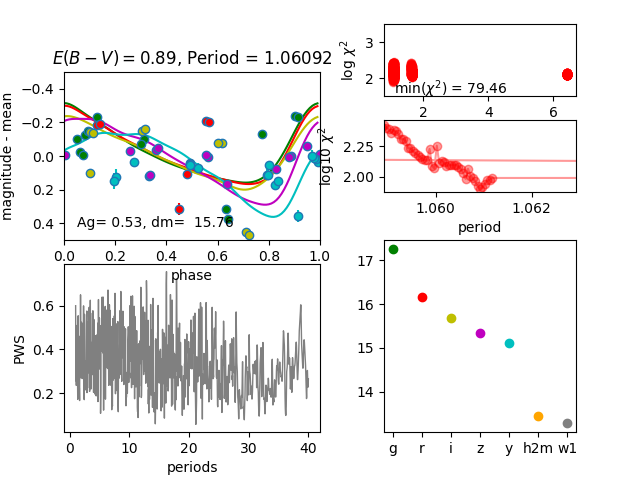 E(B − V) = 0.89, Period = 1.06092
magnitude - mean
−0.4
−0.2
0.0
0.2
0.4
Ag= 0.53, dm= 15.76
0.0 0.2 0.4 0.6 0.8 1.0
phase
log χ²
3
2
min(χ²) = 79.46
2 4 6
log10 χ²
2.25
2.00
1.060 1.062
period
PWS
0.6
0.4
0.2
0 10 20 30 40
periods
17
16
15
14
g r i z y h2m w1